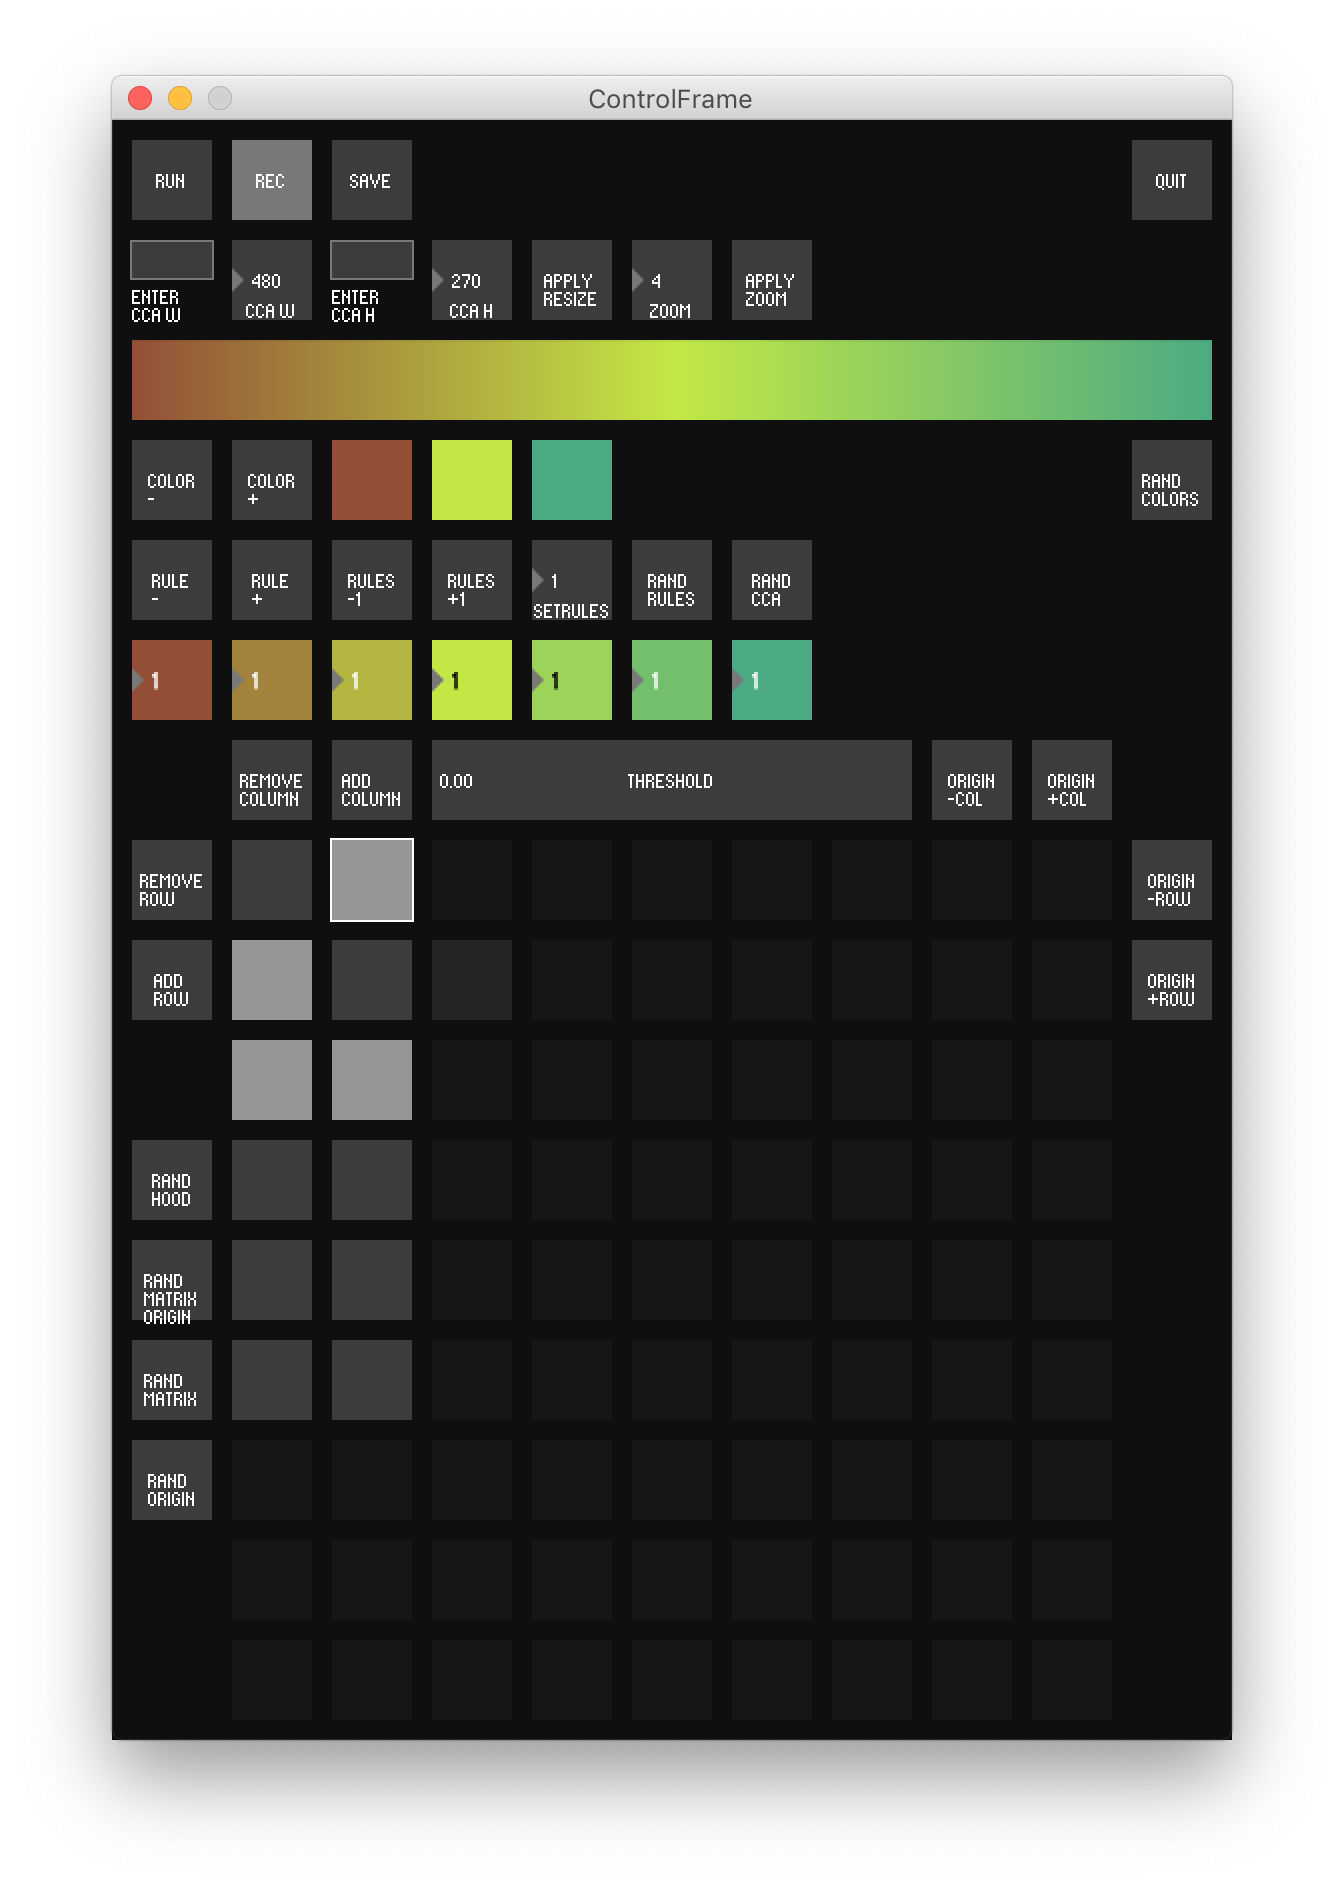 ControlFrame
RUN
REC
SAVE
QUIT
ENTER
CCA W
480
CCA W
ENTER
CCA H
270
CCA H
APPLY
RESIZE
4
ZOOM
APPLY
ZOOM
COLOR
-
COLOR
+
RAND
COLORS
RULE
-
RULE
+
RULES
-1
RULES
+1
1
SETRULES
RAND
RULES
RAND
CCA
1
1
1
1
1
1
1
REMOVE
COLUMN
ADD
COLUMN
0.00
THRESHOLD
ORIGIN
-COL
ORIGIN
+COL
REMOVE
ROW
ORIGIN
-ROW
ADD
ROW
ORIGIN
+ROW
RAND
HOOD
RAND
MATRIX
ORIGIN
RAND
MATRIX
RAND
ORIGIN